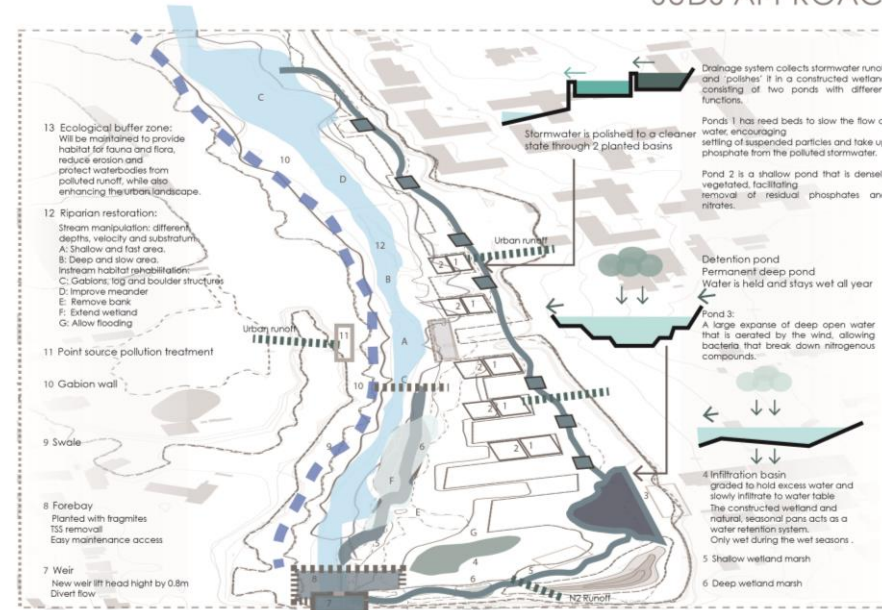 13 Ecological buffer zone:
Will be maintained to provide
habitat for fauna and flora,
reduce erosion and
protect waterbodies from
polluted runoff, while also
enhancing the urban landscape.
12 Riparian restoration:
Stream manipulation: different
depths, velocity and substratum
A: Shallow and fast area.
B: Deep and slow area.
Instream habitat rehabilitation:
C: Gabions, log and boulder structures
D: Improve meander
E: Remove bank
F: Extend wetland
G: Allow flooding
Urban runoff
11 Point source pollution treatment
10 Gabion wall
9 Swale
8 Forebay
Planted with fragmites
TSS removall
Easy maintenance access
7 Weir
New weir lift head hight by 0.8m
Divert flow
C
10
D
12
B
A
11
10
C
9
6
F
E
G
4
6
5
8
7
3
2 1
2 1
2 1
2 1
2 1
Urban runoff
N2 Runoff
Stormwater is polished to a cleaner
state through 2 planted basins
Drainage system collects stormwater runof
and 'polishes' it in a constructed wetlan
consisting of two ponds with differen
functions.
Ponds 1 has reed beds to slow the flow o
water, encouraging
settling of suspended particles and take up
phosphate from the polluted stormwater.
Pond 2 is a shallow pond that is densel
vegetated, facilitating
removal of residual phosphates and
nitrates.
Detention pond
Permanent deep pond
Water is held and stays wet all year
Pond 3:
A large expanse of deep open water
that is aerated by the wind, allowing
bacteria that break down nitrogenous
compounds.
4 Infiltration basin
graded to hold excess water and
slowly infiltrate to water table
The constructed wetland and
natural, seasonal pans acts as a
water retention system.
Only wet during the wet seasons .
5 Shallow wetland marsh
6 Deep wetland marsh